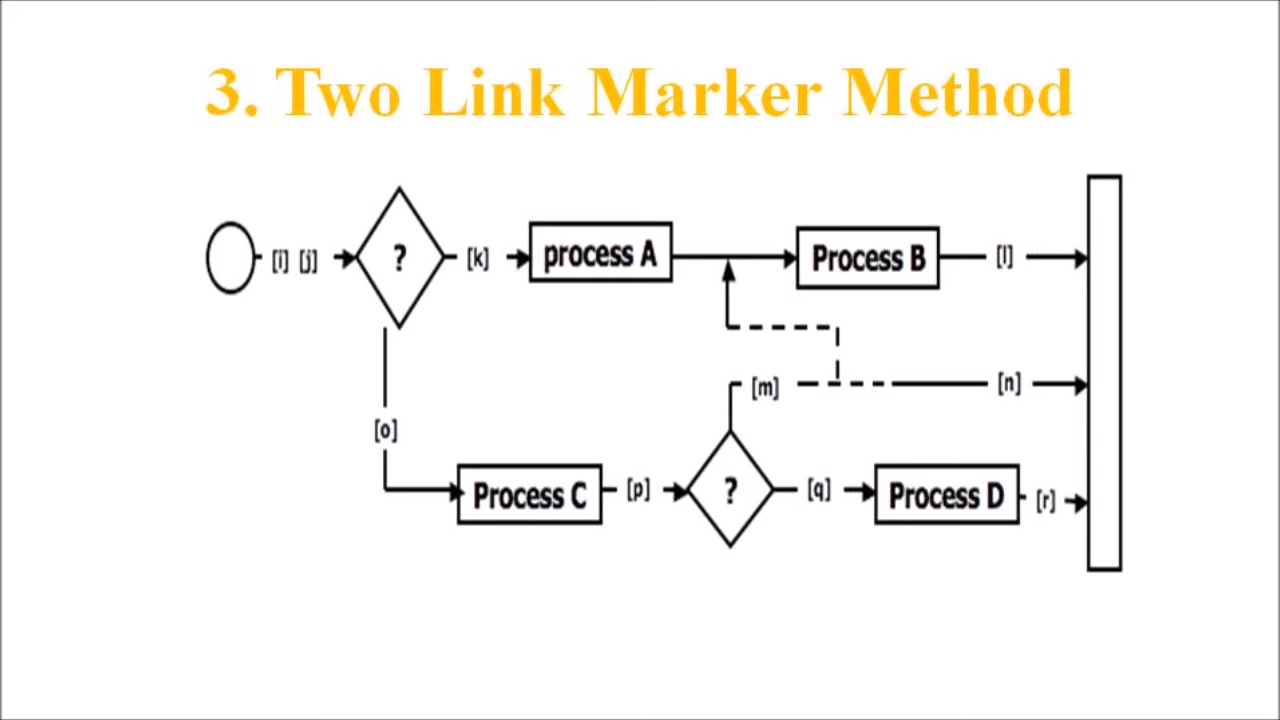 3. Two Link Marker Method
[i] [j] ? [k] process A Process B [l]
[m] [n]
[o]
Process C [p] ? [q] Process D [r]